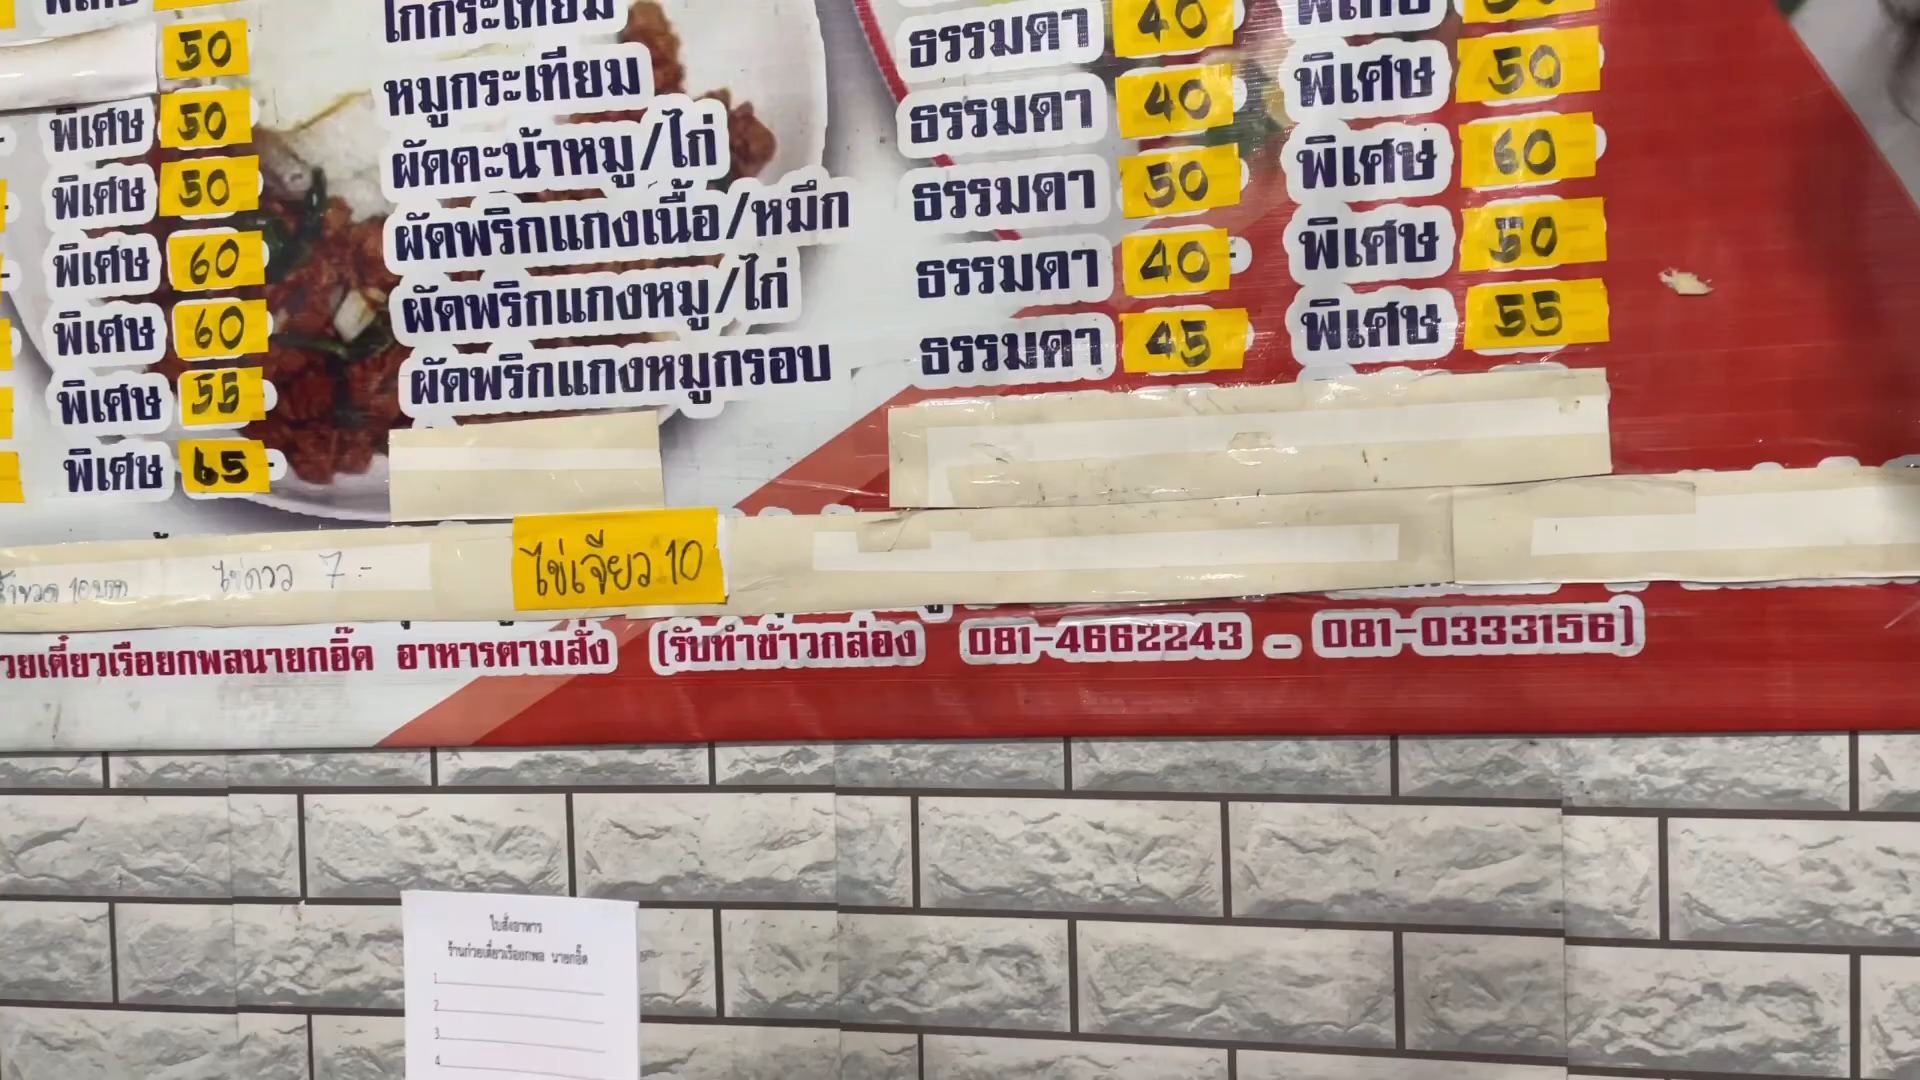 50
พิเศษ 50
พิเศษ 50
พิเศษ 60
พิเศษ 60
พิเศษ 55
พิเศษ 65
ไก่กระเทียม ธรรมดา 40
หมูกระเทียม ธรรมดา 40 พิเศษ 50
ผัดคะน้าหมู/ไก่ ธรรมดา 50 พิเศษ 60
ผัดพริกแกงเนื้อ/หมึก ธรรมดา 40 พิเศษ 50
ผัดพริกแกงหมู/ไก่ ธรรมดา 45 พิเศษ 55
ผัดพริกแกงหมูกรอบ
ไข่ดาว 7.-
ไข่เจียว 10
วยเตี๋ยวเรือยกพลนายกอิ๊ด อาหารตามสั่ง (รับทำข้าวกล่อง 081-4662243 - 081-0333156)
ใบสั่งอาหาร
ร้านก๋วยเตี๋ยวเรือยกพล นายกอิ๊ด
1
2
3
4